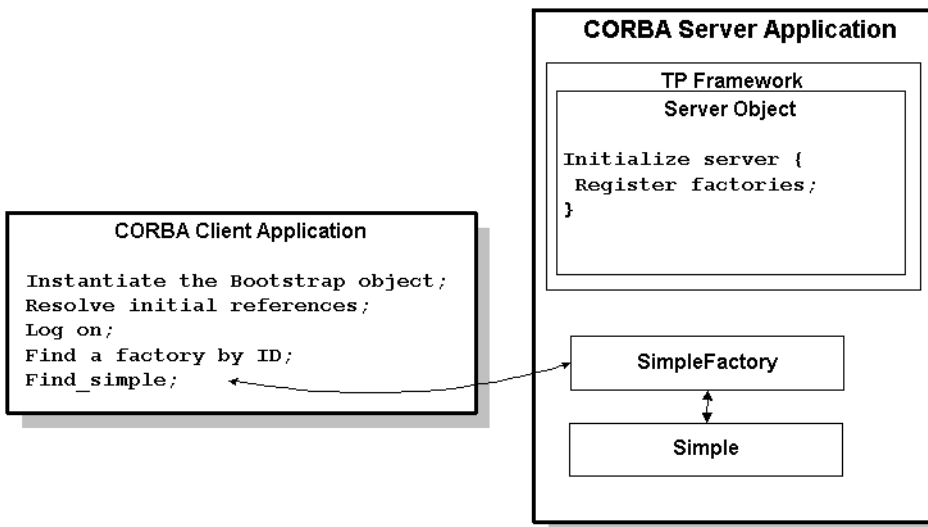 CORBA Server Application
TP Framework
Server Object
Initialize server {
Register factories;
}
CORBA Client Application
Instantiate the Bootstrap object;
Resolve initial references;
Log on;
Find a factory by ID;
Find_simple;
SimpleFactory
Simple